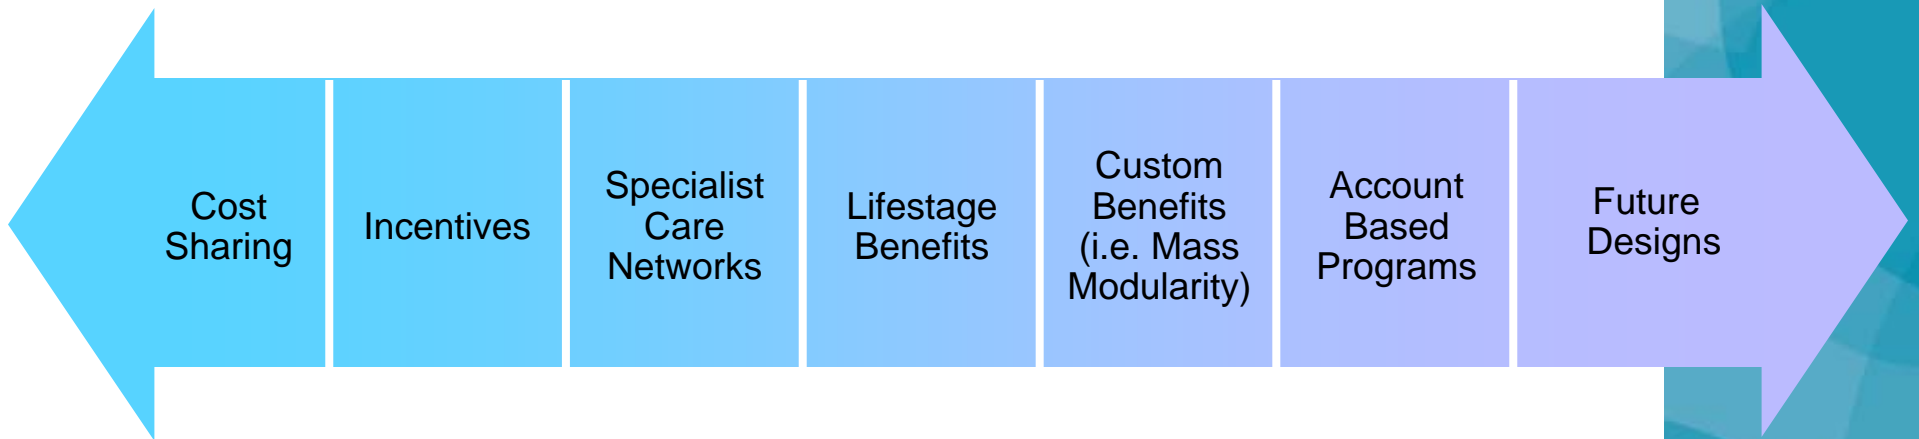 Cost
Sharing
Incentives
Specialist
Care
Networks
Lifestage
Benefits
Custom
Benefits
(i.e. Mass
Modularity)
Account
Based
Programs
Future
Designs